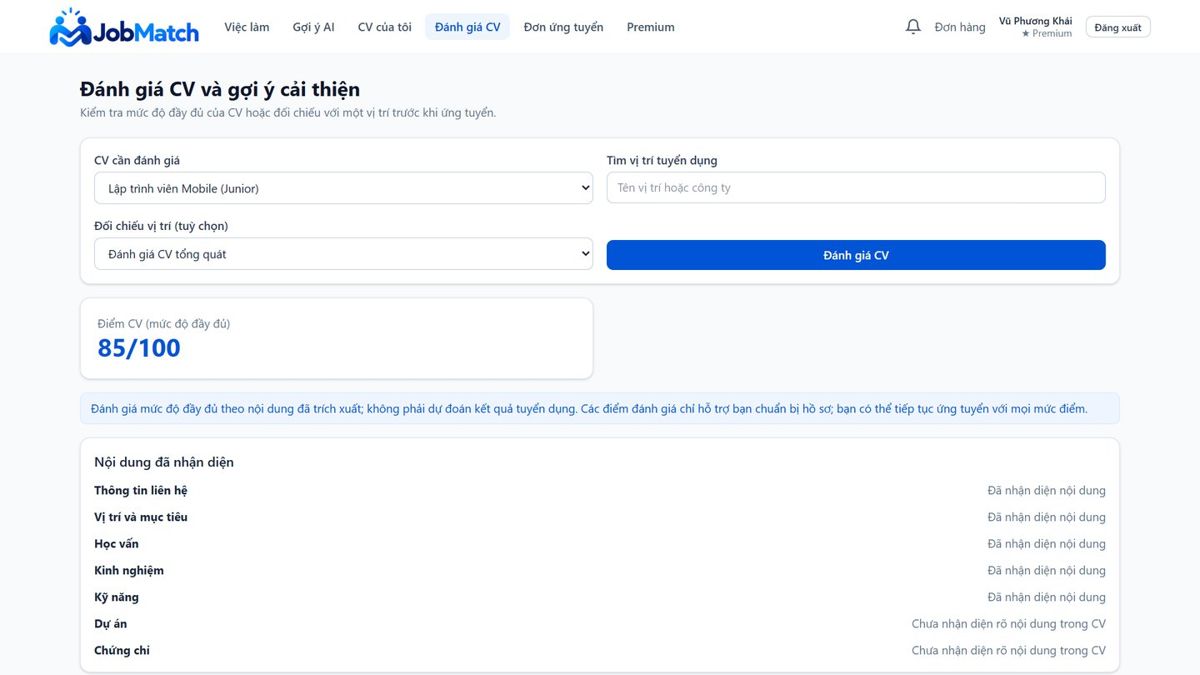 JobMatch
Việc làm
Gợi ý AI
CV của tôi
Đánh giá CV
Đơn ứng tuyển
Premium
Đơn hàng
Vũ Phương Khải
★ Premium
Đăng xuất
Đánh giá CV và gợi ý cải thiện
Kiểm tra mức độ đầy đủ của CV hoặc đối chiếu với một vị trí trước khi ứng tuyển.
CV cần đánh giá
Lập trình viên Mobile (Junior)
Tìm vị trí tuyển dụng
Tên vị trí hoặc công ty
Đối chiếu vị trí (tuỳ chọn)
Đánh giá CV tổng quát
Đánh giá CV
Điểm CV (mức độ đầy đủ)
85/100
Đánh giá mức độ đầy đủ theo nội dung đã trích xuất; không phải dự đoán kết quả tuyển dụng. Các điểm đánh giá chỉ hỗ trợ bạn chuẩn bị hồ sơ; bạn có thể tiếp tục ứng tuyển với mọi mức điểm.
Nội dung đã nhận diện
Thông tin liên hệ Đã nhận diện nội dung
Vị trí và mục tiêu Đã nhận diện nội dung
Học vấn Đã nhận diện nội dung
Kinh nghiệm Đã nhận diện nội dung
Kỹ năng Đã nhận diện nội dung
Dự án Chưa nhận diện rõ nội dung trong CV
Chứng chỉ Chưa nhận diện rõ nội dung trong CV